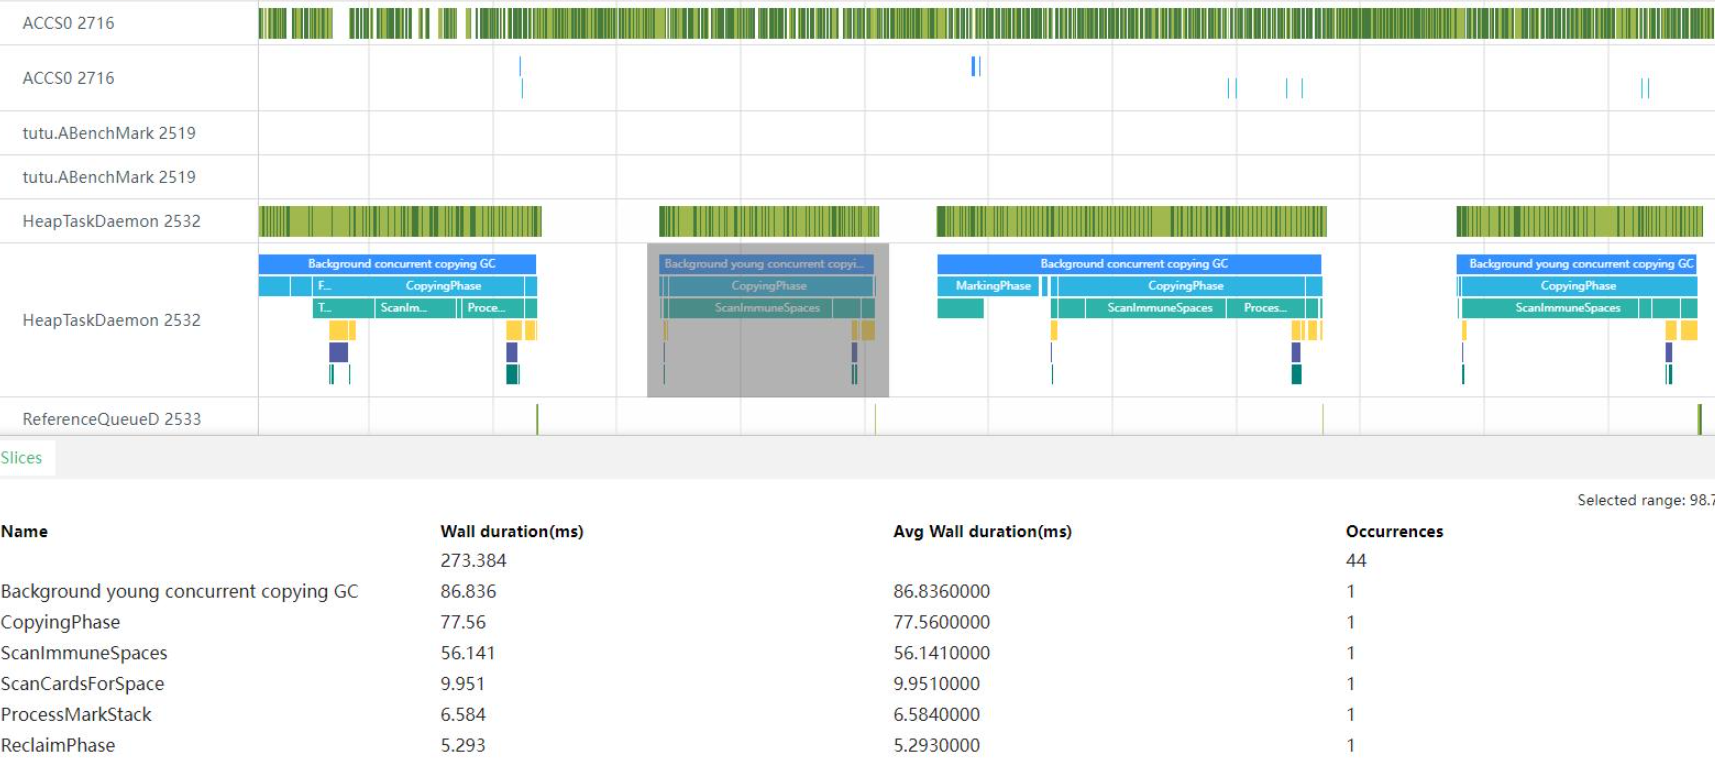 ACCS0 2716
ACCS0 2716
tutu.ABenchMark 2519
tutu.ABenchMark 2519
HeapTaskDaemon 2532
Background concurrent copying GC
Background young concurrent copyi...
Background concurrent copying GC
Background young concurrent copying GC
F...
CopyingPhase
CopyingPhase
MarkingPhase
CopyingPhase
CopyingPhase
T...
ScanIm...
Proce...
ScanImmuneSpaces
ScanImmuneSpaces
Proces...
ScanImmuneSpaces
HeapTaskDaemon 2532
ReferenceQueueD 2533
Slices
Selected range: 98.7
Name Wall duration(ms) Avg Wall duration(ms) Occurrences
273.384 44
Background young concurrent copying GC 86.836 86.8360000 1
CopyingPhase 77.56 77.5600000 1
ScanImmuneSpaces 56.141 56.1410000 1
ScanCardsForSpace 9.951 9.9510000 1
ProcessMarkStack 6.584 6.5840000 1
ReclaimPhase 5.293 5.2930000 1